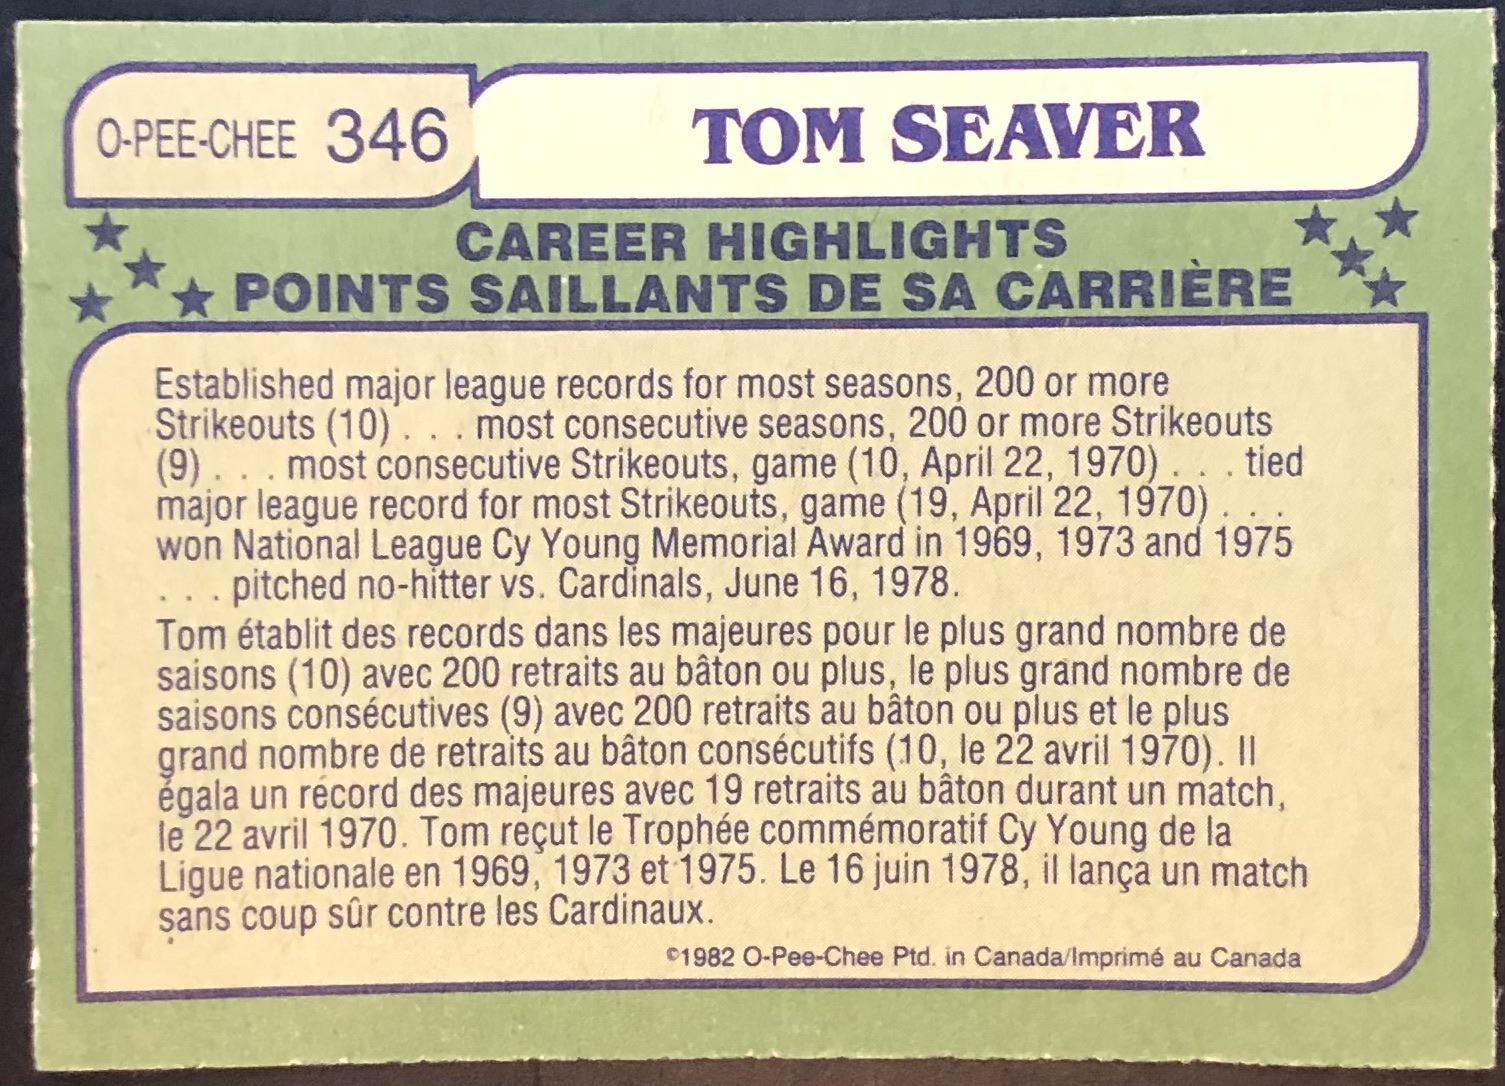 O-PEE-CHEE 346
TOM SEAVER
CAREER HIGHLIGHTS
POINTS SAILLANTS DE SA CARRIÈRE
Established major league records for most seasons, 200 or more
Strikeouts (10) . . . most consecutive seasons, 200 or more Strikeouts
(9) . . . most consecutive Strikeouts, game (10, April 22, 1970) . . . tied
major league record for most Strikeouts, game (19, April 22, 1970) . . .
won National League Cy Young Memorial Award in 1969, 1973 and 1975
. . . pitched no-hitter vs. Cardinals, June 16, 1978.
Tom établit des records dans les majeures pour le plus grand nombre de
saisons (10) avec 200 retraits au bâton ou plus, le plus grand nombre de
saisons consécutives (9) avec 200 retraits au bâton ou plus et le plus
grand nombre de retraits au bâton consécutifs (10, le 22 avril 1970). Il
égala un récord des majeures avec 19 retraits au bâton durant un match,
le 22 avril 1970. Tom reçut le Trophée commémoratif Cy Young de la
Ligue nationale en 1969, 1973 et 1975. Le 16 juin 1978, il lança un match
sans coup sûr contre les Cardinaux.
©1982 O-Pee-Chee Ptd. in Canada/Imprimé au Canada